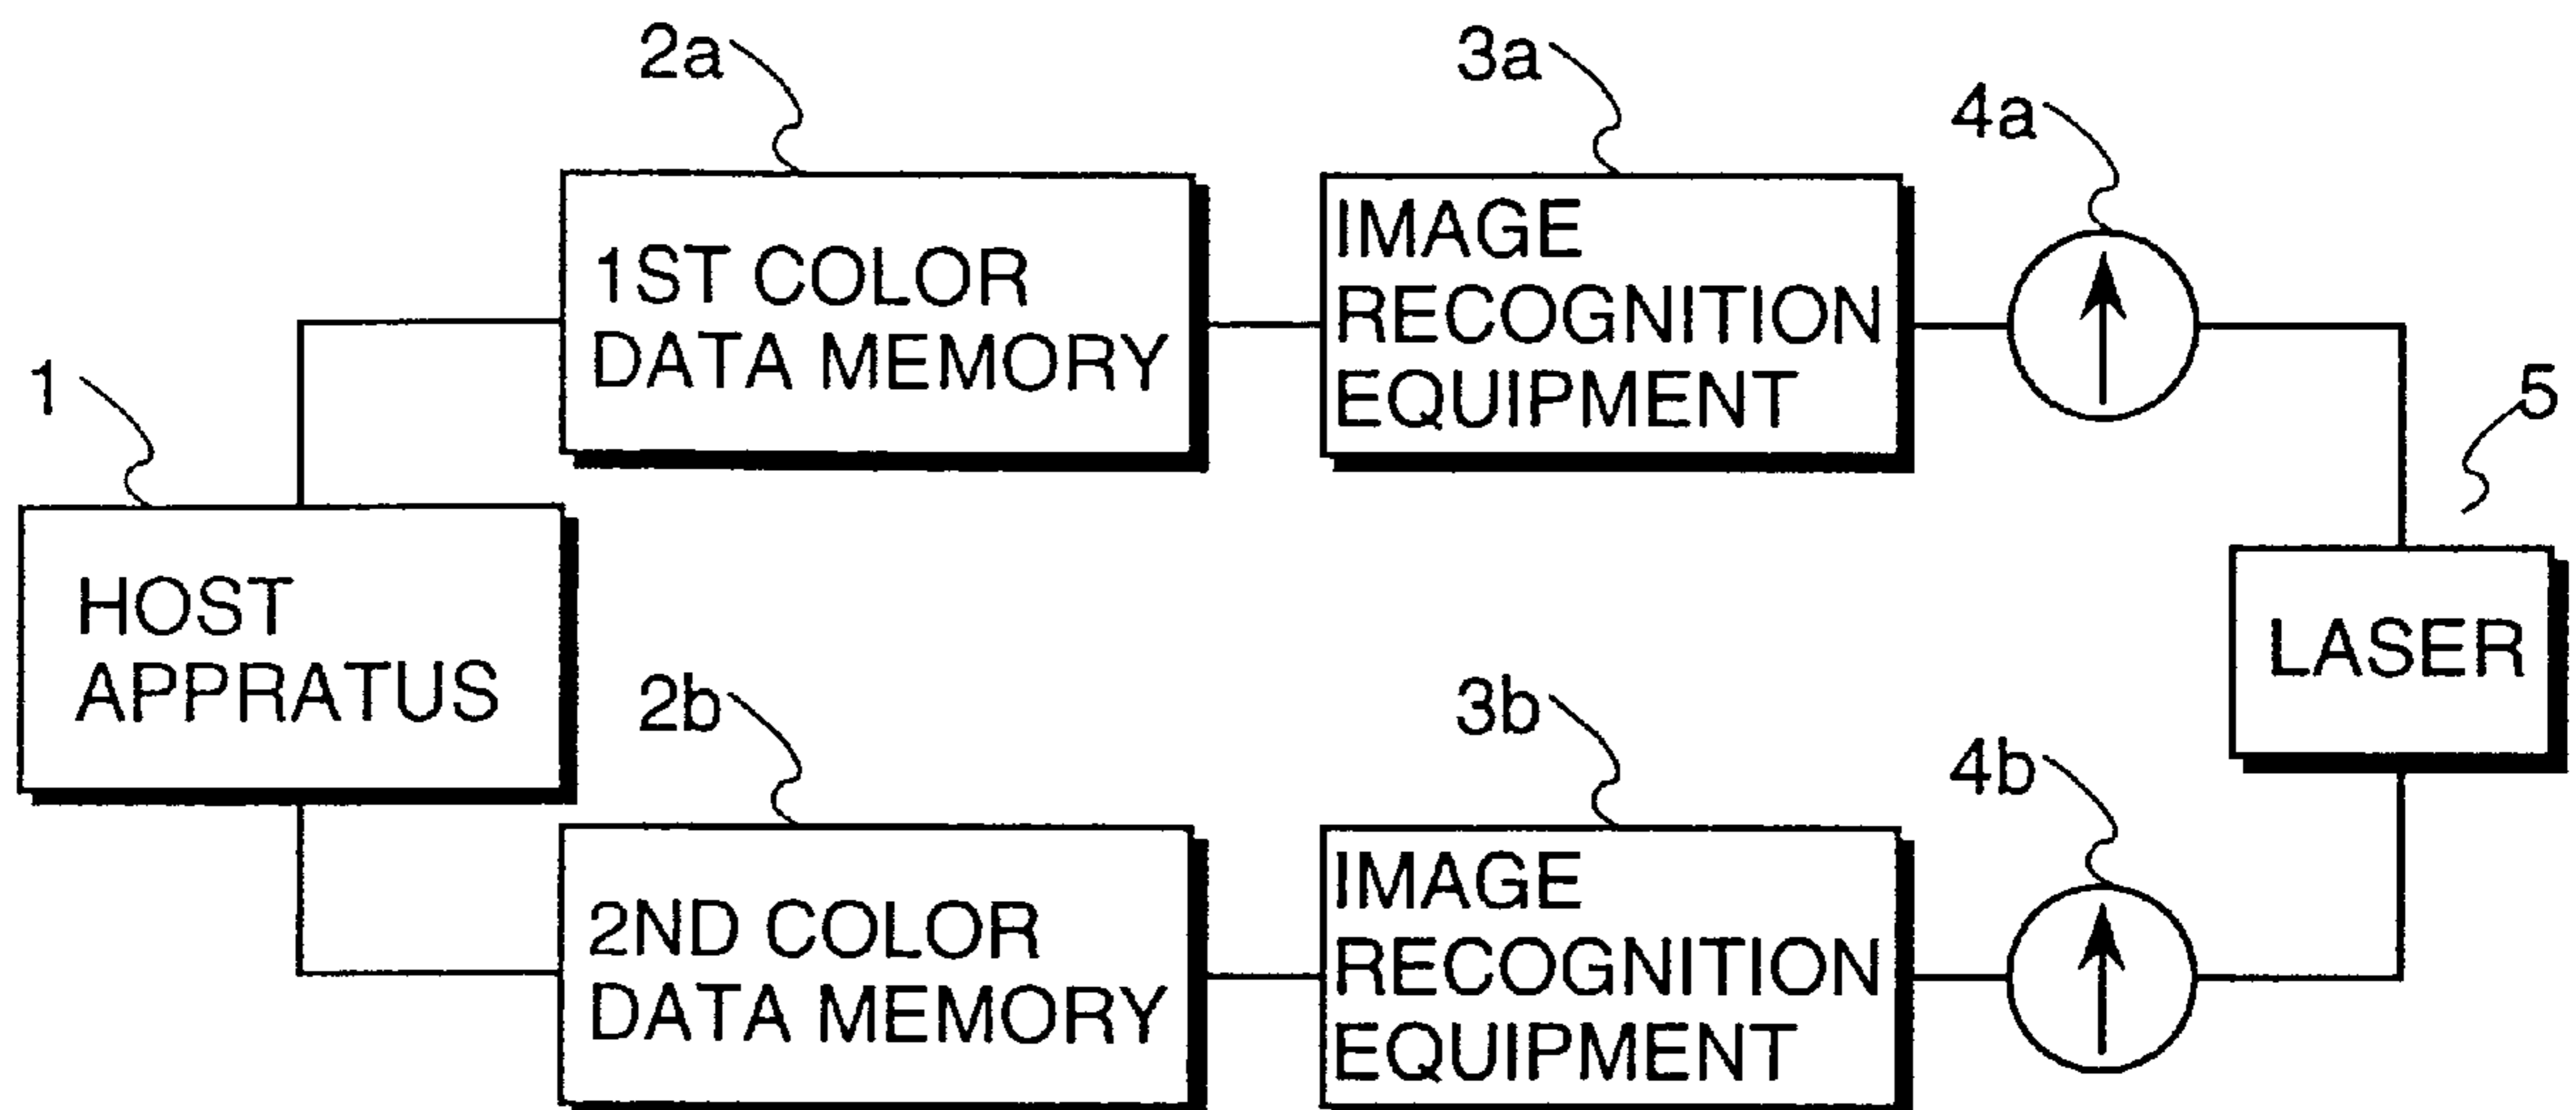 2a
3a
4a
1ST COLOR
DATA MEMORY
IMAGE
RECOGNITION
EQUIPMENT
1
5
HOST
APPRATUS
LASER
2b
3b
4b
2ND COLOR
DATA MEMORY
IMAGE
RECOGNITION
EQUIPMENT